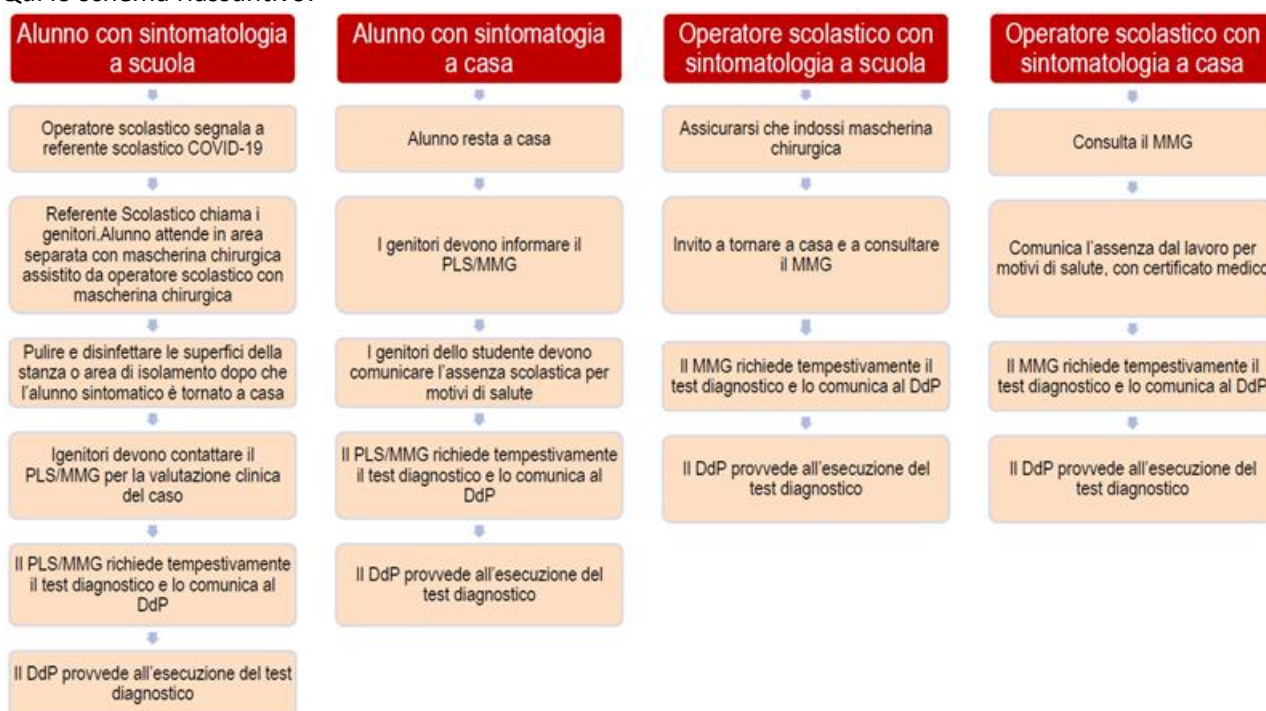 Qui lo schema riassuntivo:
Alunno con sintomatologia
a scuola
Operatore scolastico segnala a
referente scolastico COVID-19
Referente Scolastico chiama i
genitori.Alunno attende in area
separata con mascherina chirurgica
assistito da operatore scolastico con
mascherina chirurgica
Pulire e disinfettare le superfici della
stanza o area di isolamento dopo che
l'alunno sintomatico è tornato a casa
Igenitori devono contattare il
PLS/MMG per la valutazione clinica
del caso
Il PLS/MMG richiede tempestivamente
il test diagnostico e lo comunica al
DdP
Il DdP provvede all'esecuzione del test
diagnostico
Alunno con sintomatogia
a casa
Alunno resta a casa
I genitori devono informare il
PLS/MMG
I genitori dello studente devono
comunicare l'assenza scolastica per
motivi di salute
Il PLS/MMG richiede tempestivamente
il test diagnostico e lo comunica al
DdP
Il DdP provvede all'esecuzione del
test diagnostico
Operatore scolastico con
sintomatologia a scuola
Assicurarsi che indossi mascherina
chirurgica
Invito a tornare a casa e a consultare
il MMG
Il MMG richiede tempestivamente il
test diagnostico e lo comunica al DdP
Il DdP provvede all'esecuzione del
test diagnostico
Operatore scolastico con
sintomatologia a casa
Consulta il MMG
Comunica l'assenza dal lavoro per
motivi di salute, con certificato medico
Il MMG richiede tempestivamente il
test diagnostico e lo comunica al DdP
Il DdP provvede all'esecuzione del
test diagnostico